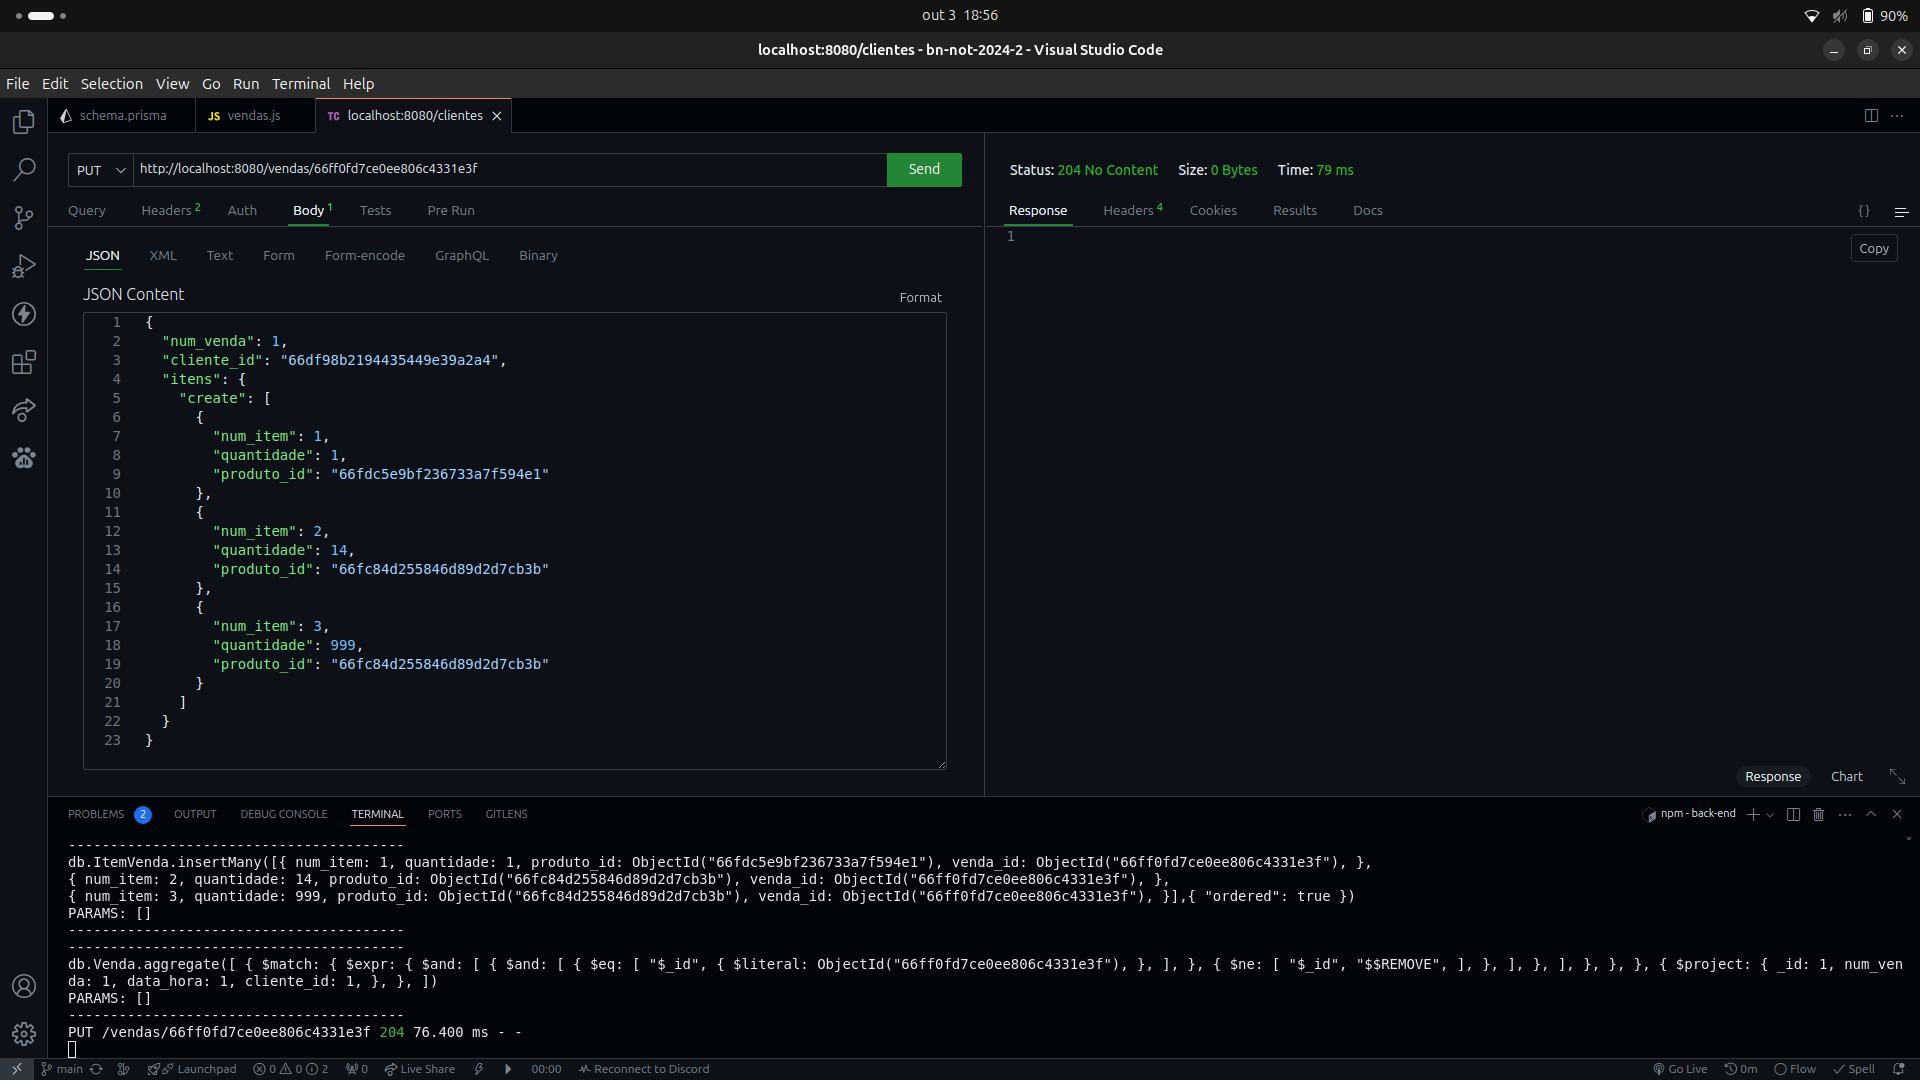 out 3 18:56
90%
localhost:8080/clientes - bn-not-2024-2 - Visual Studio Code
File Edit Selection View Go Run Terminal Help
schema.prisma
JS vendas.js
TC localhost:8080/clientes
PUT http://localhost:8080/vendas/66ff0fd7ce0ee806c4331e3f Send
Status: 204 No Content Size: 0 Bytes Time: 79 ms
Query Headers 2 Auth Body 1 Tests Pre Run
Response Headers 4 Cookies Results Docs {}
1
Copy
JSON XML Text Form Form-encode GraphQL Binary
JSON Content
Format
1 {
2 "num_venda": 1,
3 "cliente_id": "66df98b2194435449e39a2a4",
4 "itens": {
5 "create": [
6 {
7 "num_item": 1,
8 "quantidade": 1,
9 "produto_id": "66fdc5e9bf236733a7f594e1"
10 },
11 {
12 "num_item": 2,
13 "quantidade": 14,
14 "produto_id": "66fc84d255846d89d2d7cb3b"
15 },
16 {
17 "num_item": 3,
18 "quantidade": 999,
19 "produto_id": "66fc84d255846d89d2d7cb3b"
20 }
21 ]
22 }
23 }
Response Chart
PROBLEMS 2 OUTPUT DEBUG CONSOLE TERMINAL PORTS GITLENS
npm - back-end
----------------------------------------
db.ItemVenda.insertMany([{ num_item: 1, quantidade: 1, produto_id: ObjectId("66fdc5e9bf236733a7f594e1"), venda_id: ObjectId("66ff0fd7ce0ee806c4331e3f"), },
{ num_item: 2, quantidade: 14, produto_id: ObjectId("66fc84d255846d89d2d7cb3b"), venda_id: ObjectId("66ff0fd7ce0ee806c4331e3f"), },
{ num_item: 3, quantidade: 999, produto_id: ObjectId("66fc84d255846d89d2d7cb3b"), venda_id: ObjectId("66ff0fd7ce0ee806c4331e3f"), }],{ "ordered": true })
PARAMS: []
----------------------------------------
----------------------------------------
db.Venda.aggregate([ { $match: { $expr: { $and: [ { $and: [ { $eq: [ "$_id", { $literal: ObjectId("66ff0fd7ce0ee806c4331e3f"), }, ], }, { $ne: [ "$_id", "$$REMOVE", ], }, ], }, ], }, }, }, { $project: { _id: 1, num_ven
da: 1, data_hora: 1, cliente_id: 1, }, }, ])
PARAMS: []
----------------------------------------
PUT /vendas/66ff0fd7ce0ee806c4331e3f 204 76.400 ms - -
main Launchpad 0 0 2 0 Live Share 00:00 Reconnect to Discord
Go Live 0m Flow Spell